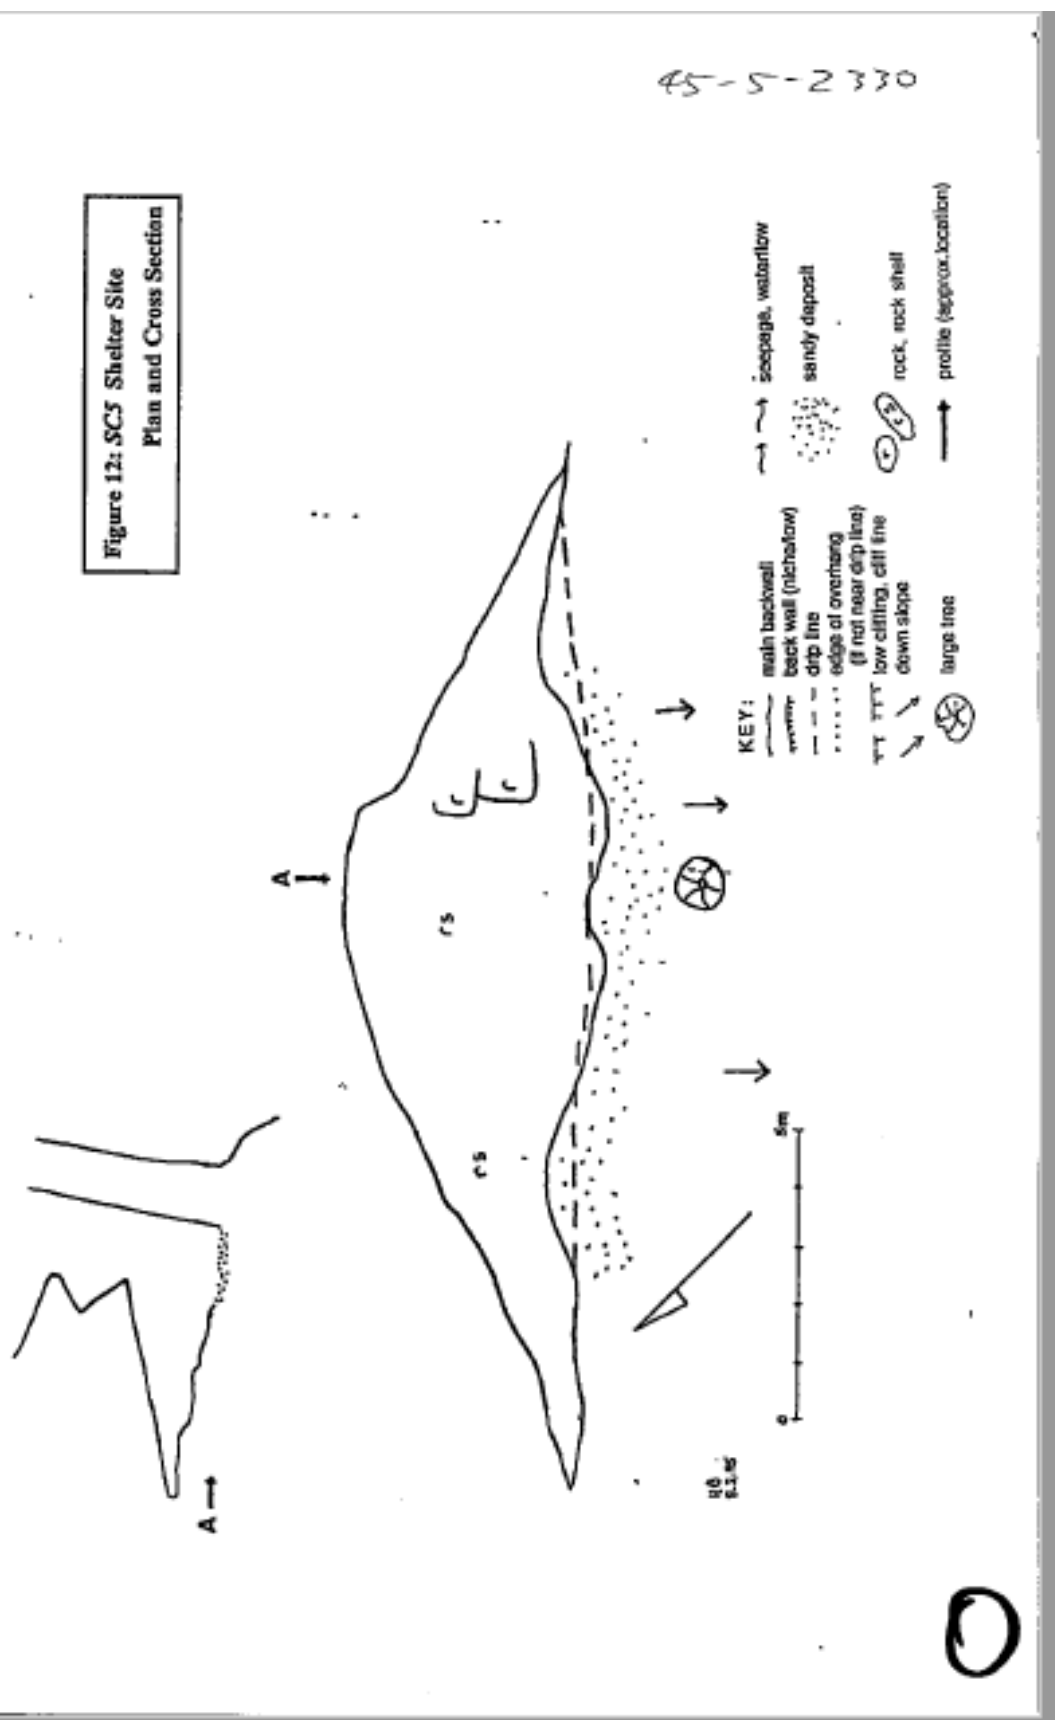 45-5-2330
Figure 12: SC5 Shelter Site
Plan and Cross Section
A
A
rs
rs
r
r
KEY:
main backwall
back wall (niche/low)
drip line
edge of overhang
(if not near drip line)
low cliffing, cliff line
down slope
large tree
seepage, waterflow
sandy deposit
rock, rock shelf
profile (approx.location)
0
5m